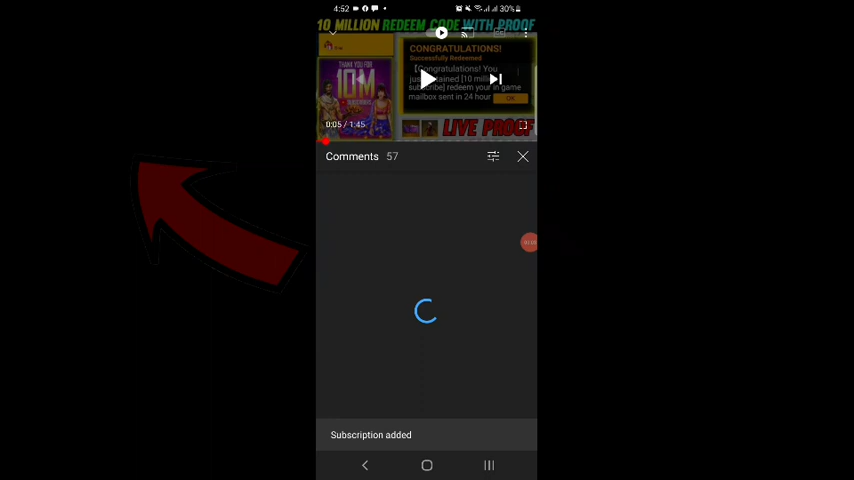 4:52
30%
10 MILLION REDEEM CODE WITH PROOF
CONGRATULATIONS!
Successfully Redeemed
【Congratulations! You
[10 milli
subscribe] redeem your in game
mailbox sent in 24 hour
OK
THANK YOU FOR
10M
LIVE PROOF
0:05 / 1:45
Comments 57
Subscription added